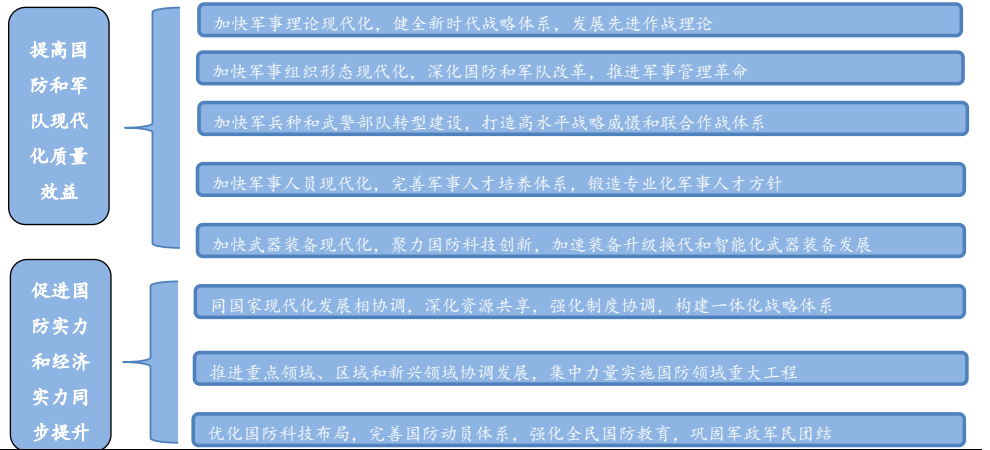 提高国
防和军
队现代
化质量
效益
加快军事理论现代化，健全新时代战略体系，发展先进作战理论
加快军事组织形态现代化，深化国防和军队改革，推进军事管理革命
加快军兵种和武警部队转型建设，打造高水平战略威慑和联合作战体系
加快军事人员现代化，完善军事人才培养体系，锻造专业化军事人才方针
加快武器装备现代化，聚力国防科技创新，加速装备升级换代和智能化武器装备发展
促进国
防实力
和经济
实力同
步提升
同国家现代化发展相协调，深化资源共享，强化制度协调，构建一体化战略体系
推进重点领域、区域和新兴领域协调发展，集中力量实施国防领域重大工程
优化国防科技布局，完善国防动员体系，强化全民国防教育，巩固军政军民团结